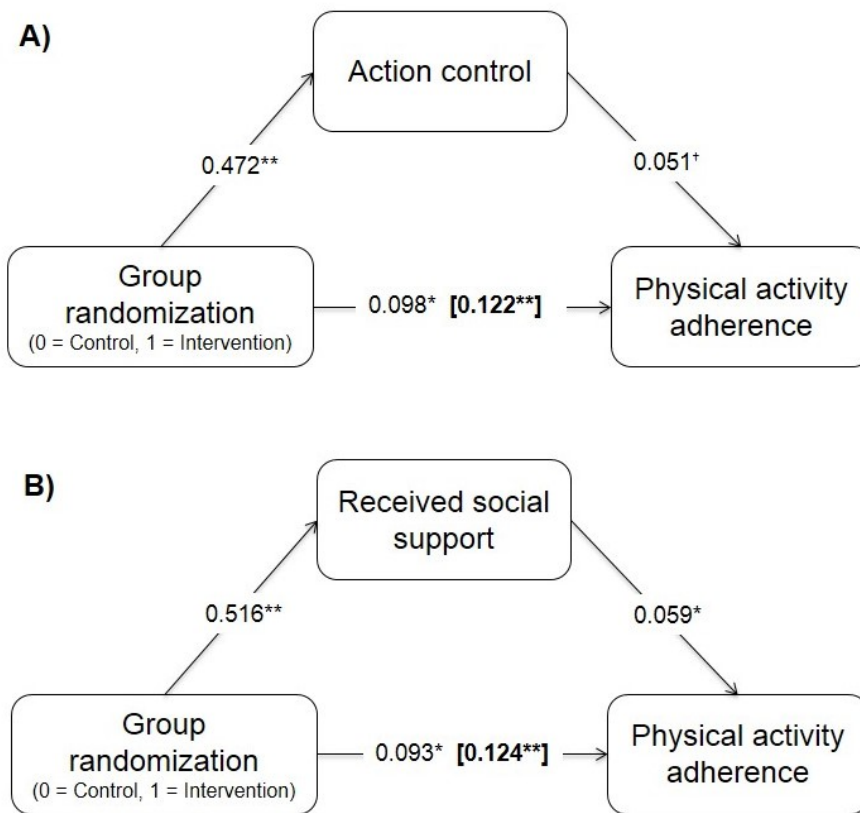 A)
Action control
0.472**
0.051†
Group
randomization
(0 = Control, 1 = Intervention)
0.098* [0.122**]
Physical activity
adherence
B)
Received social
support
0.516**
0.059*
Group
randomization
(0 = Control, 1 = Intervention)
0.093* [0.124**]
Physical activity
adherence